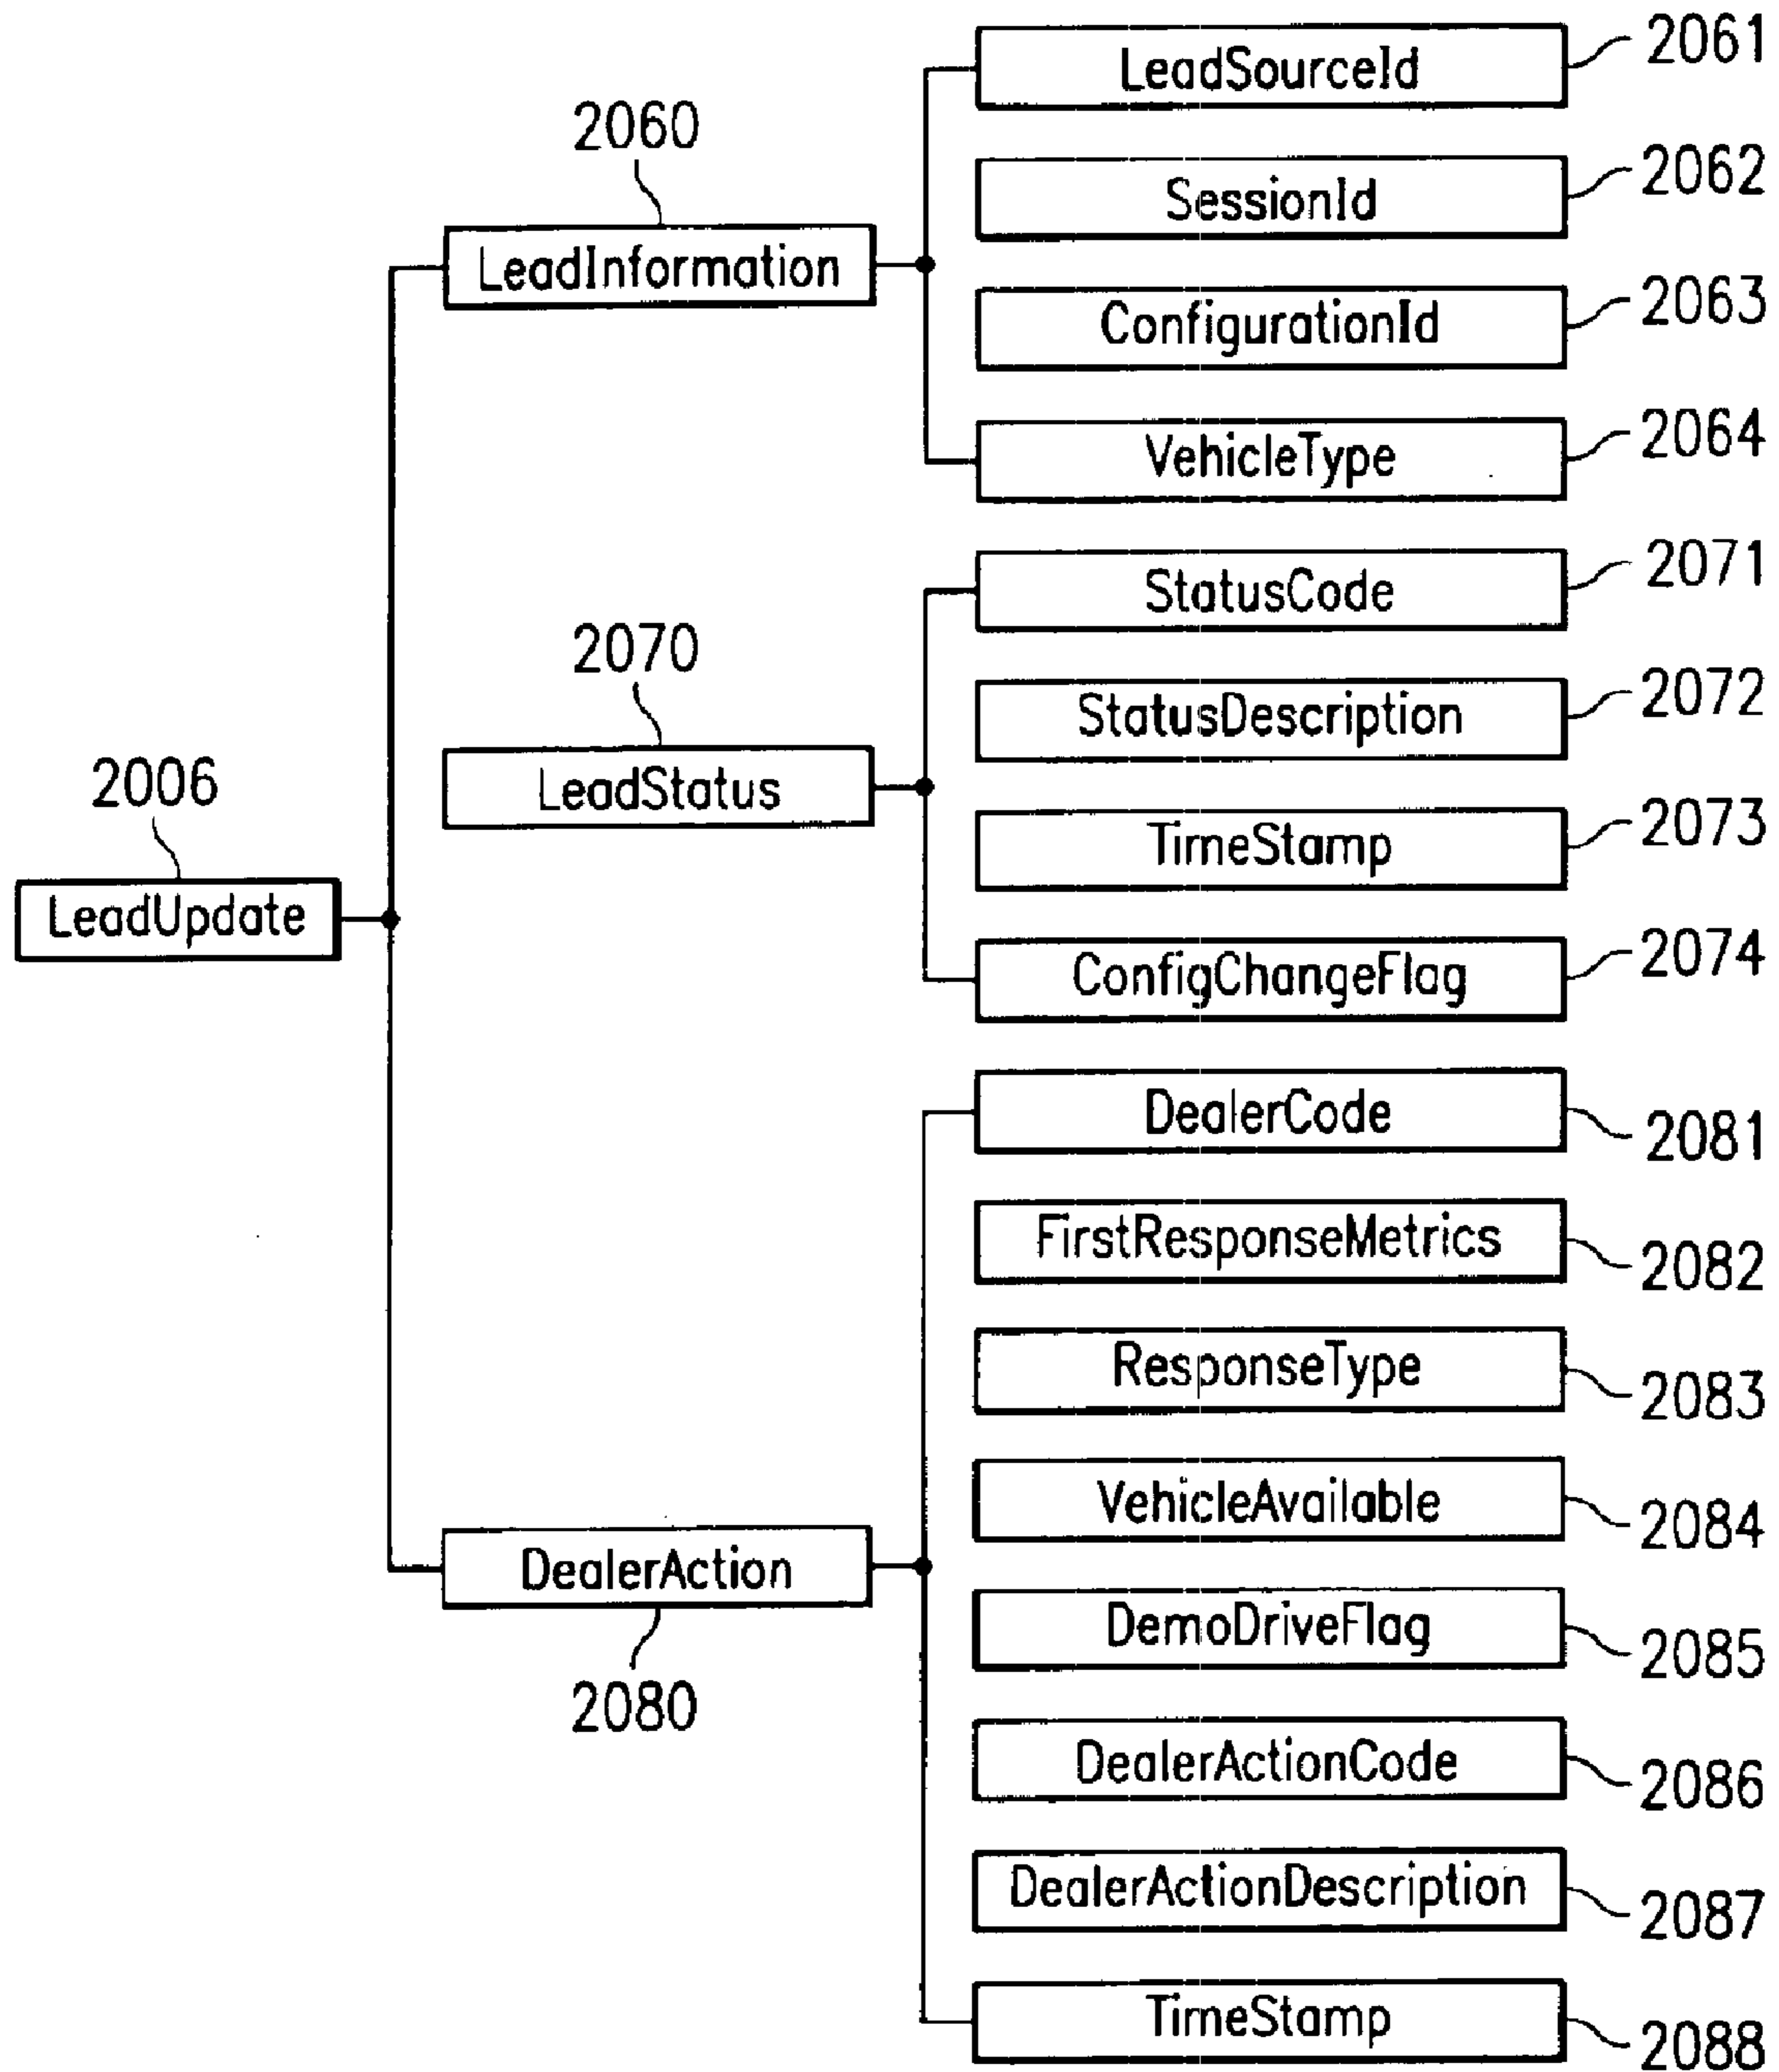 2006
LeadUpdate
2060
LeadInformation
LeadSourceId
2061
SessionId
2062
ConfigurationId
2063
VehicleType
2064
2070
LeadStatus
StatusCode
2071
StatusDescription
2072
TimeStamp
2073
ConfigChangeFlag
2074
DealerAction
2080
DealerCode
2081
FirstResponseMetrics
2082
ResponseType
2083
VehicleAvailable
2084
DemoDriveFlag
2085
DealerActionCode
2086
DealerActionDescription
2087
TimeStamp
2088